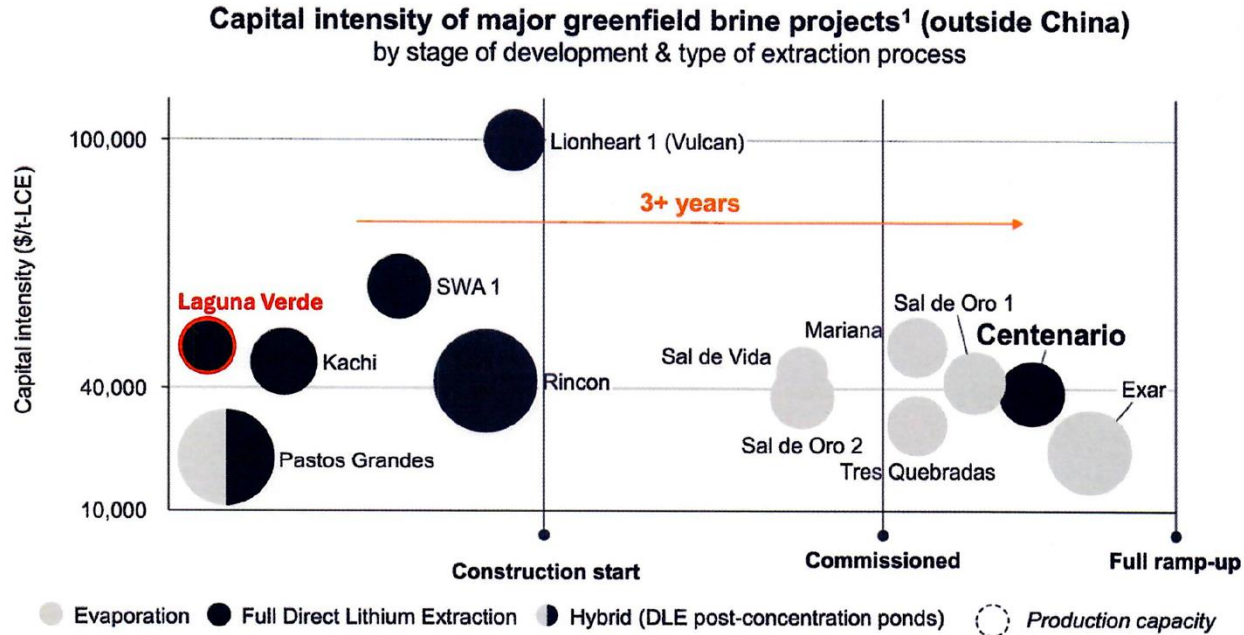 Capital intensity of major greenfield brine projects¹ (outside China)
by stage of development & type of extraction process
Capital intensity ($/t-LCE)
100,000
40,000
10,000
Lionheart 1 (Vulcan)
3+ years
SWA 1
Laguna Verde
Kachi
Rincon
Pastos Grandes
Sal de Oro 1
Mariana
Centenario
Sal de Vida
Exar
Sal de Oro 2
Tres Quebradas
Construction start
Commissioned
Full ramp-up
Evaporation
Full Direct Lithium Extraction
Hybrid (DLE post-concentration ponds)
Production capacity